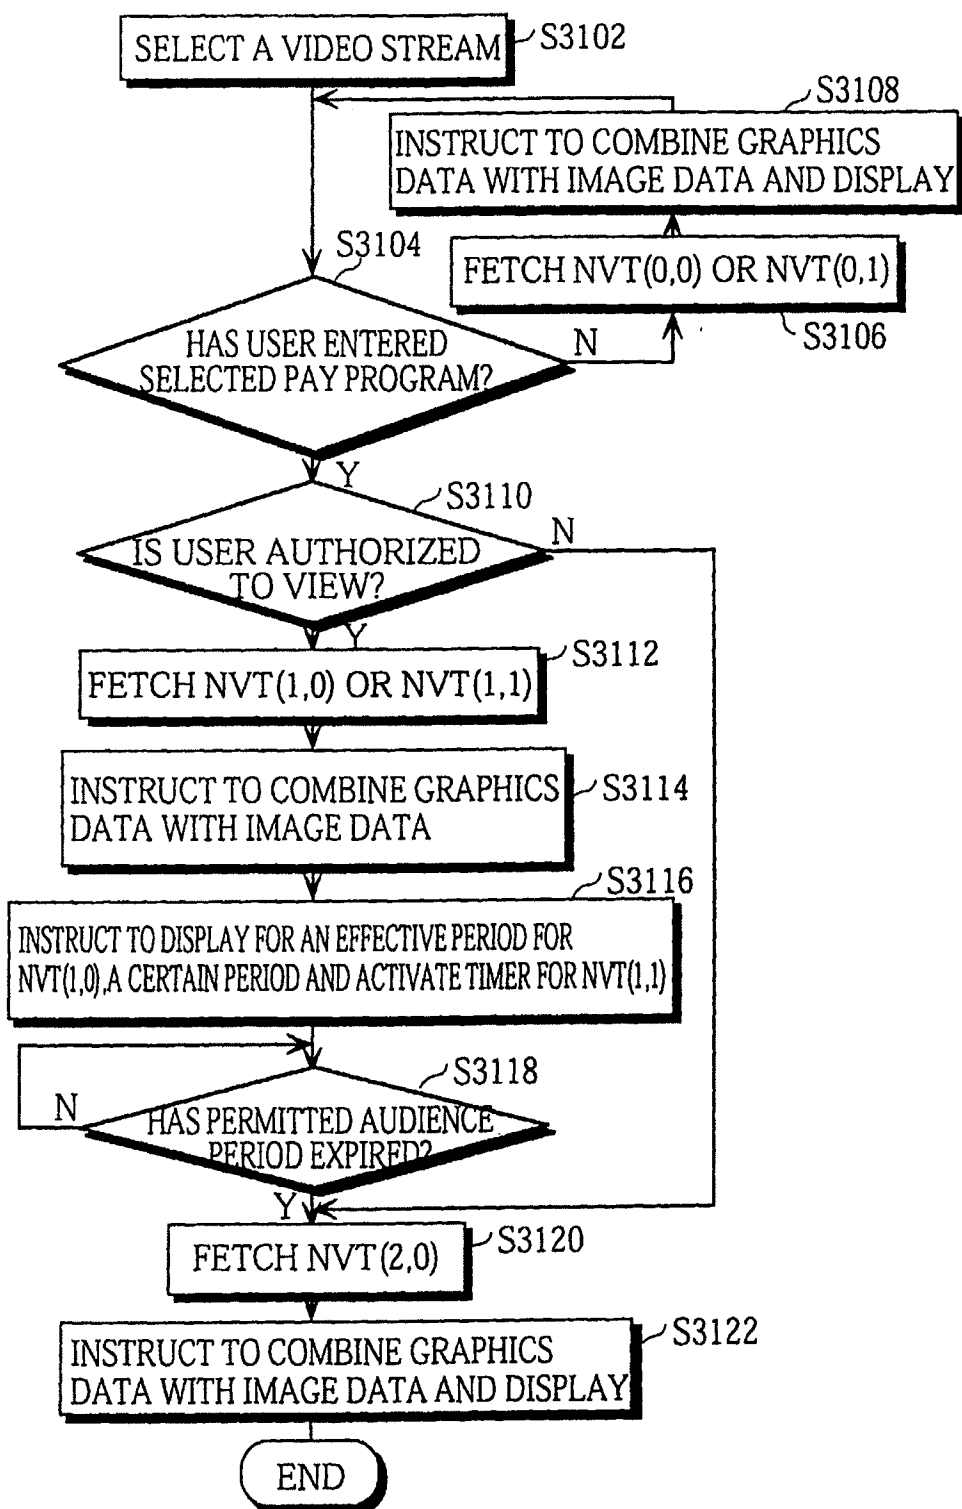 SELECT A VIDEO STREAM
S3102
S3108
INSTRUCT TO COMBINE GRAPHICS
DATA WITH IMAGE DATA AND DISPLAY
S3104
FETCH NVT(0,0) OR NVT(0,1)
S3106
HAS USER ENTERED
SELECTED PAY PROGRAM?
N
Y
S3110
IS USER AUTHORIZED
TO VIEW?
N
Y
S3112
FETCH NVT(1,0) OR NVT(1,1)
INSTRUCT TO COMBINE GRAPHICS
DATA WITH IMAGE DATA
S3114
S3116
INSTRUCT TO DISPLAY FOR AN EFFECTIVE PERIOD FOR
NVT(1,0),A CERTAIN PERIOD AND ACTIVATE TIMER FOR NVT(1,1)
S3118
N
HAS PERMITTED AUDIENCE
PERIOD EXPIRED?
Y
FETCH NVT(2,0)
S3120
INSTRUCT TO COMBINE GRAPHICS
DATA WITH IMAGE DATA AND DISPLAY
S3122
END